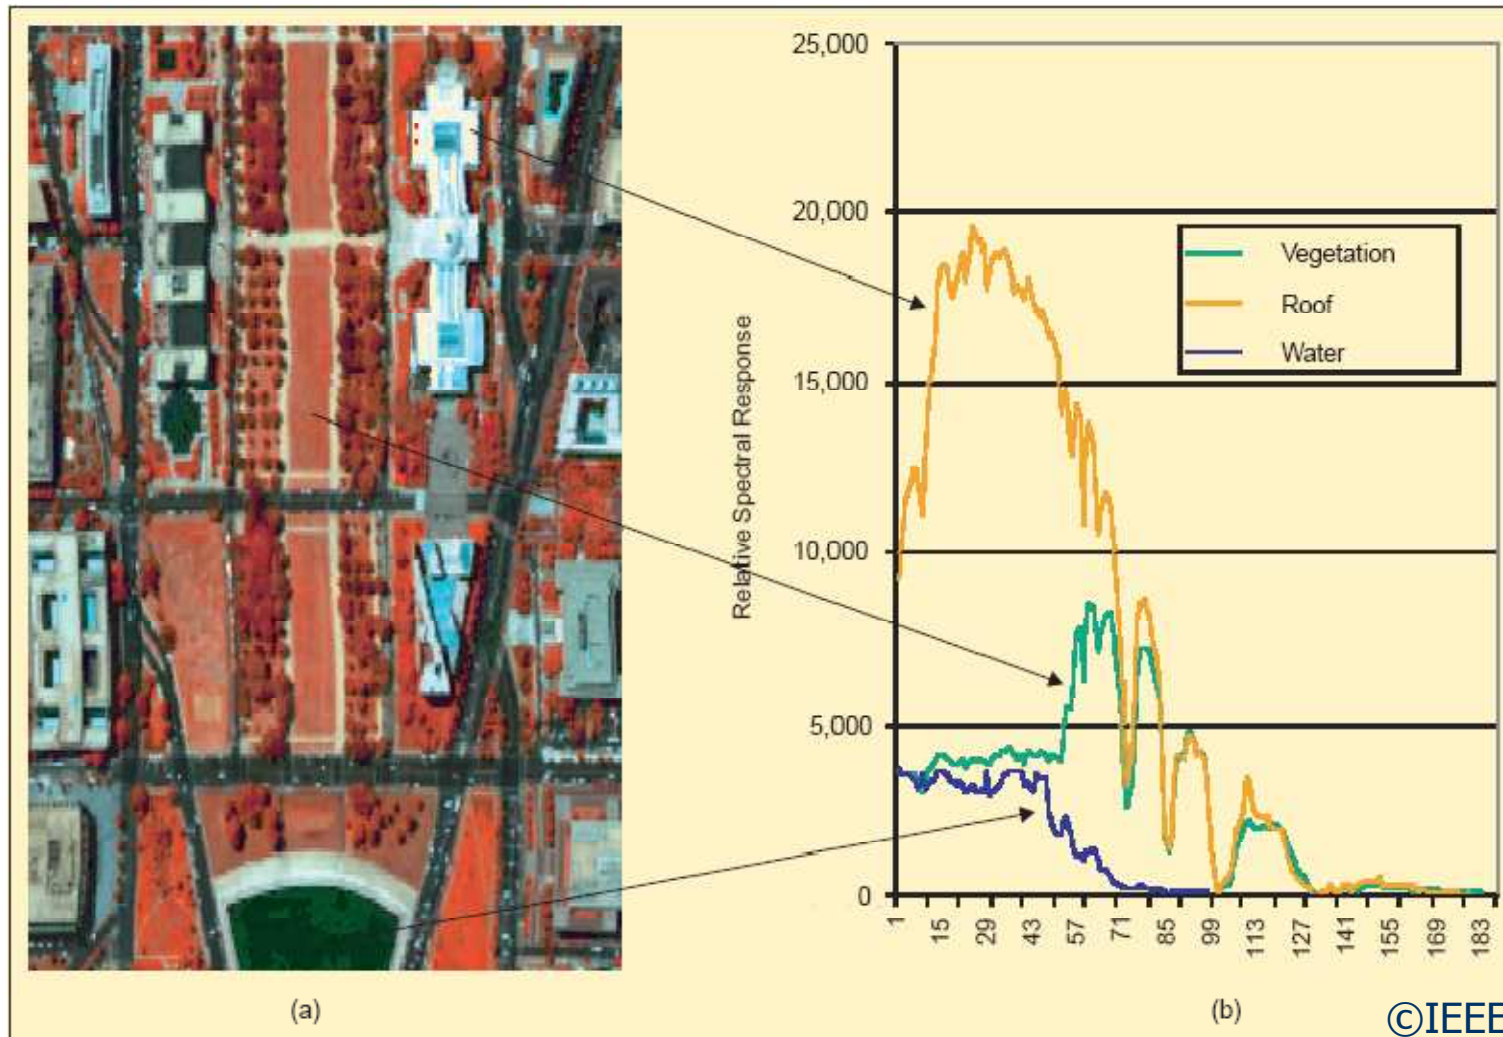 25,000
20,000
15,000
10,000
5,000
0
Relative Spectral Response
Vegetation
Roof
Water
1 15 29 43 57 71 85 99 113 127 141 155 169 183
(a)
(b)
©IEEE